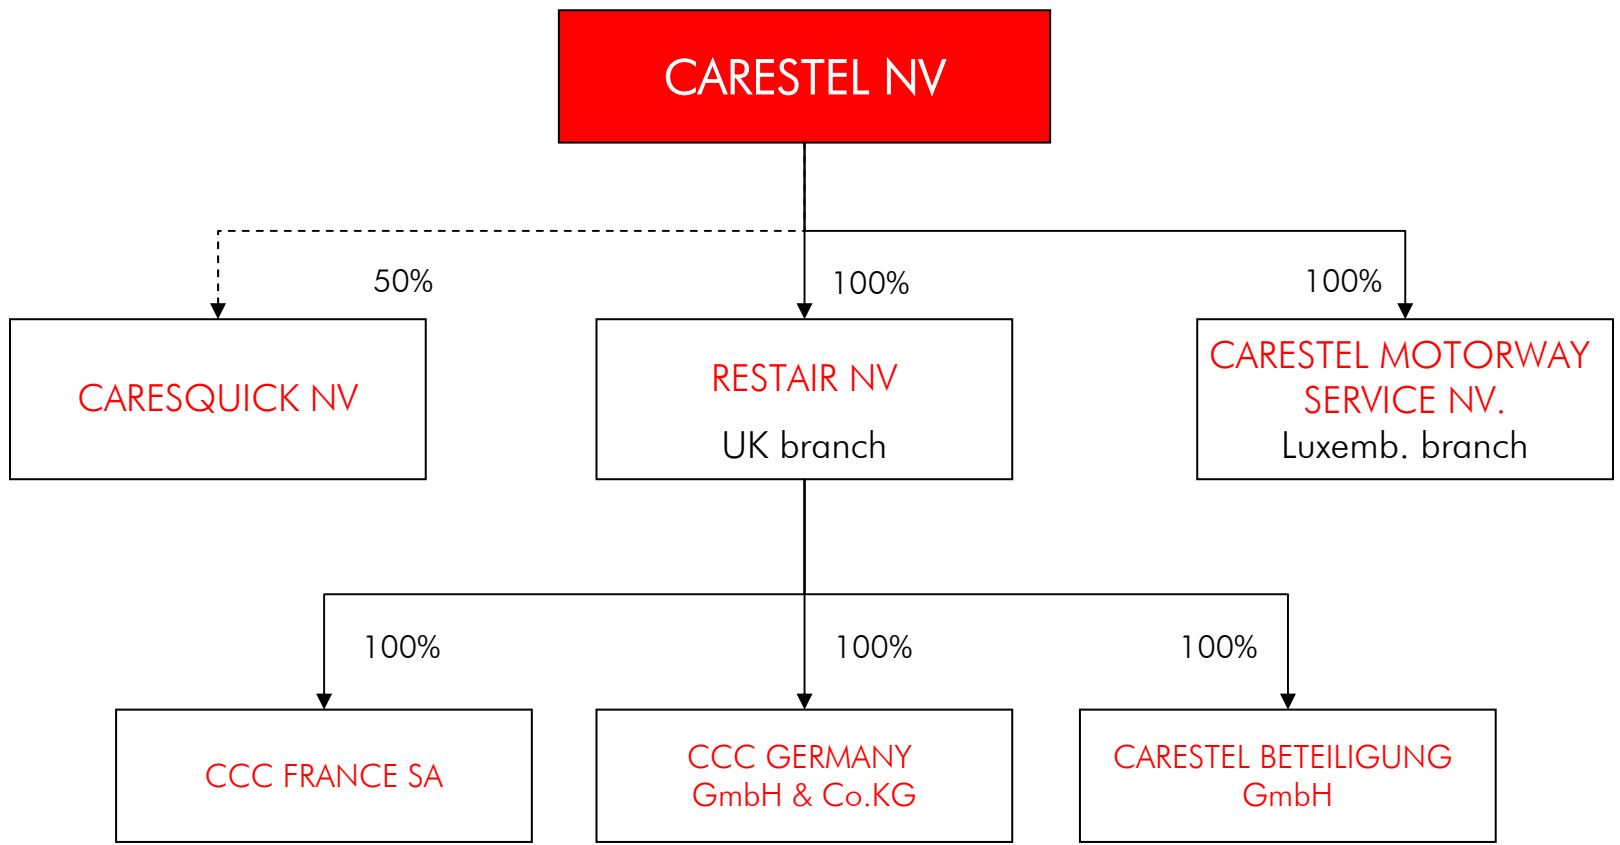 CARESTEL NV
50%
100%
100%
CARESQUICK NV
RESTAIR NV
UK branch
CARESTEL MOTORWAY
SERVICE NV.
Luxemb. branch
100%
100%
100%
CCC FRANCE SA
CCC GERMANY
GmbH & Co.KG
CARESTEL BETEILIGUNG
GmbH